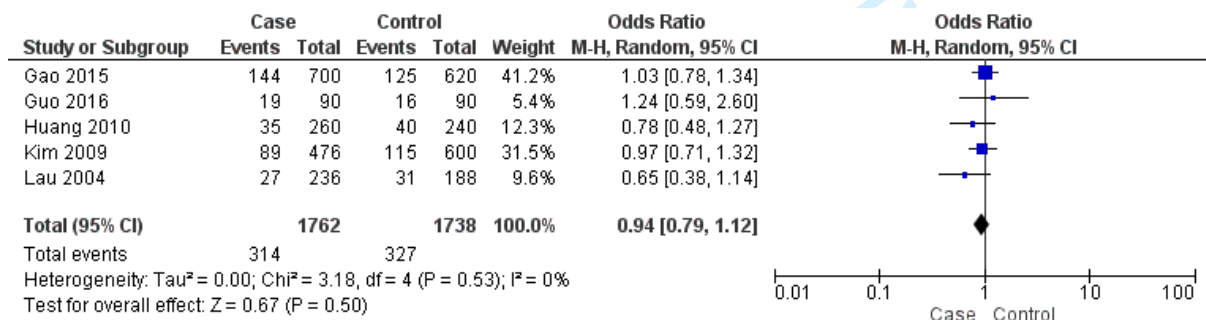 Case Control Odds Ratio Odds Ratio
Study or Subgroup Events Total Events Total Weight M-H, Random, 95% CI M-H, Random, 95% CI
Gao 2015 144 700 125 620 41.2% 1.03 [0.78, 1.34]
Guo 2016 19 90 16 90 5.4% 1.24 [0.59, 2.60]
Huang 2010 35 260 40 240 12.3% 0.78 [0.48, 1.27]
Kim 2009 89 476 115 600 31.5% 0.97 [0.71, 1.32]
Lau 2004 27 236 31 188 9.6% 0.65 [0.38, 1.14]
Total (95% CI) 1762 1738 100.0% 0.94 [0.79, 1.12]
Total events 314 327
Heterogeneity: Tau² = 0.00; Chi² = 3.18, df = 4 (P = 0.53); I² = 0%
Test for overall effect: Z = 0.67 (P = 0.50)
0.01 0.1 1 10 100
Case Control